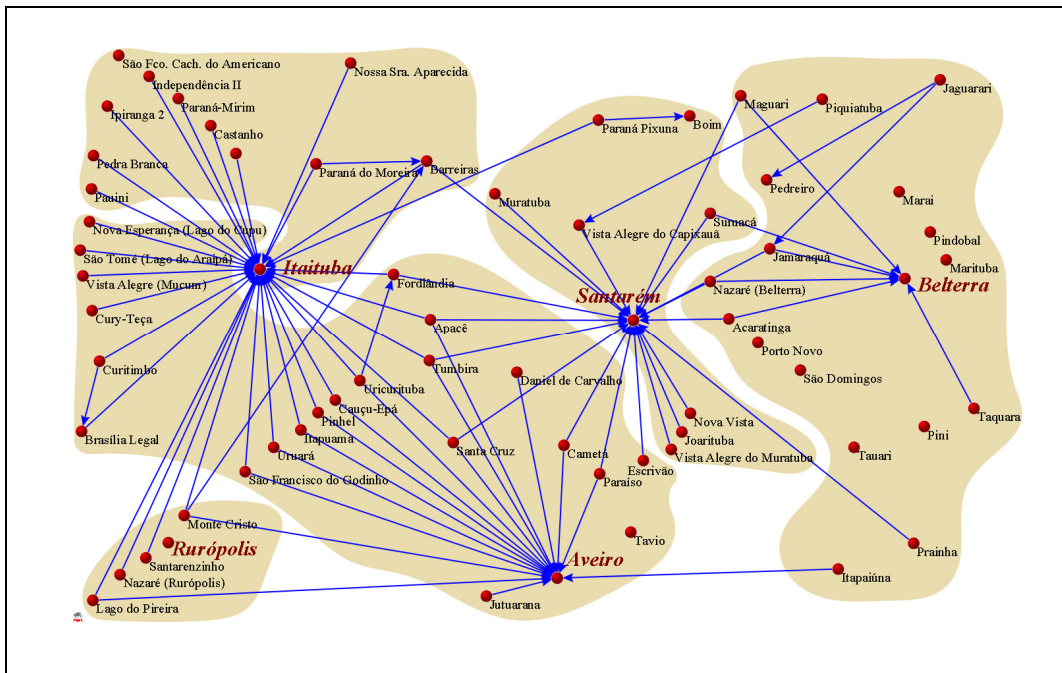 São Fco. Cach. do Americano
Nossa Sra. Aparecida
Independência II
Ipiranga 2
Paraná-Mirim
Castanho
Pedra Branca
Paraná do Moreira
Barreiras
Pauini
Nova Esperança (Lago do Cupu)
São Tomé (Lago do Araipá)
Itaituba
Vista Alegre (Mucum)
Fordlândia
Cury-Teça
Apacê
Curitimbo
Tumbira
Uricurituba
Daniel de Carvalho
Cauçu-Epá
Pinhel
Itapuama
Brasília Legal
Uruará
Santa Cruz
Cametá
Escrivão
Paraíso
São Francisco do Godinho
Monte Cristo
Rurópolis
Santarenzinho
Nazaré (Rurópolis)
Lago do Pireira
Tavio
Aveiro
Jutuarana
Paraná Pixuna
Boim
Muratuba
Vista Alegre do Capixauã
Suruacá
Santarém
Nazaré (Belterra)
Nova Vista
Joarituba
Vista Alegre do Muratuba
Maguari
Piquiatuba
Jaguarari
Pedreiro
Marai
Pindobal
Jamaraquá
Marituba
Belterra
Acaratinga
Porto Novo
São Domingos
Taquara
Pini
Tauari
Prainha
Itapaiúna